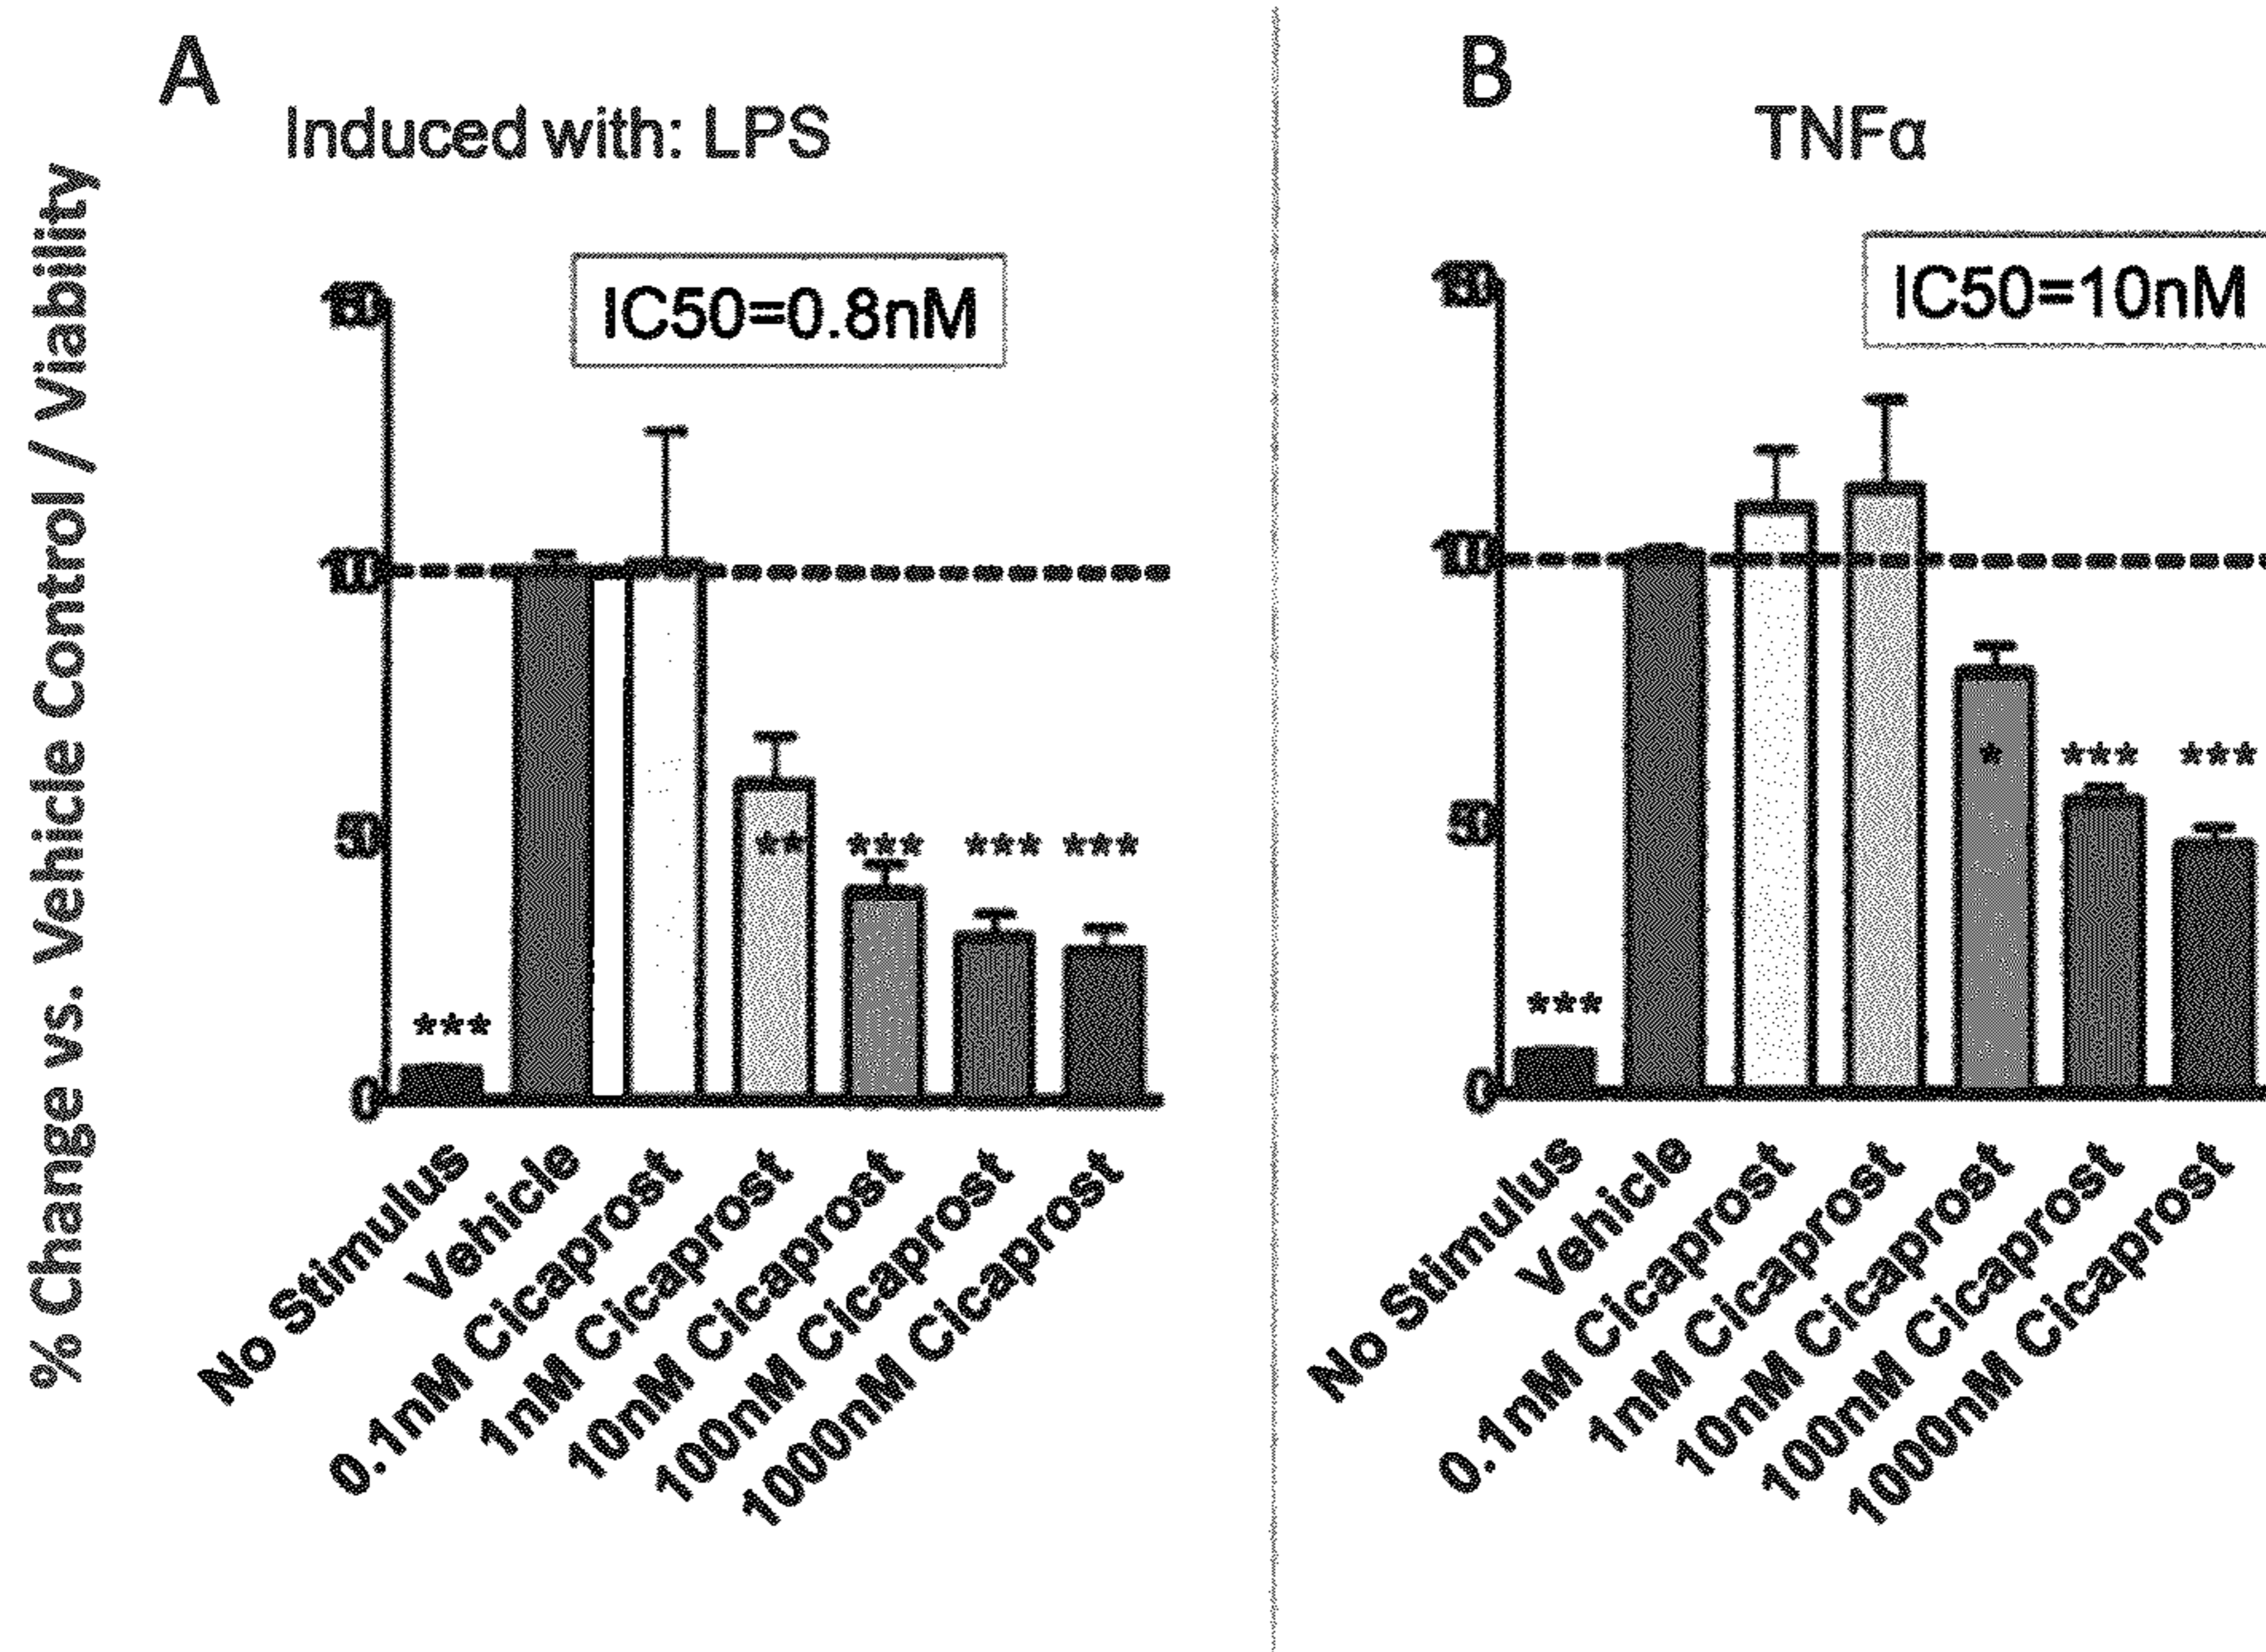 A
Induced with: LPS
% Change vs. Vehicle Control / Viability
IC50=0.8nM
150
100
50
0
***
**
***
***
***
No Stimulus
Vehicle
0.1nM Cicaprost
1nM Cicaprost
10nM Cicaprost
100nM Cicaprost
1000nM Cicaprost
B
TNFα
IC50=10nM
150
100
50
0
***
*
***
***
No Stimulus
Vehicle
0.1nM Cicaprost
1nM Cicaprost
10nM Cicaprost
100nM Cicaprost
1000nM Cicaprost